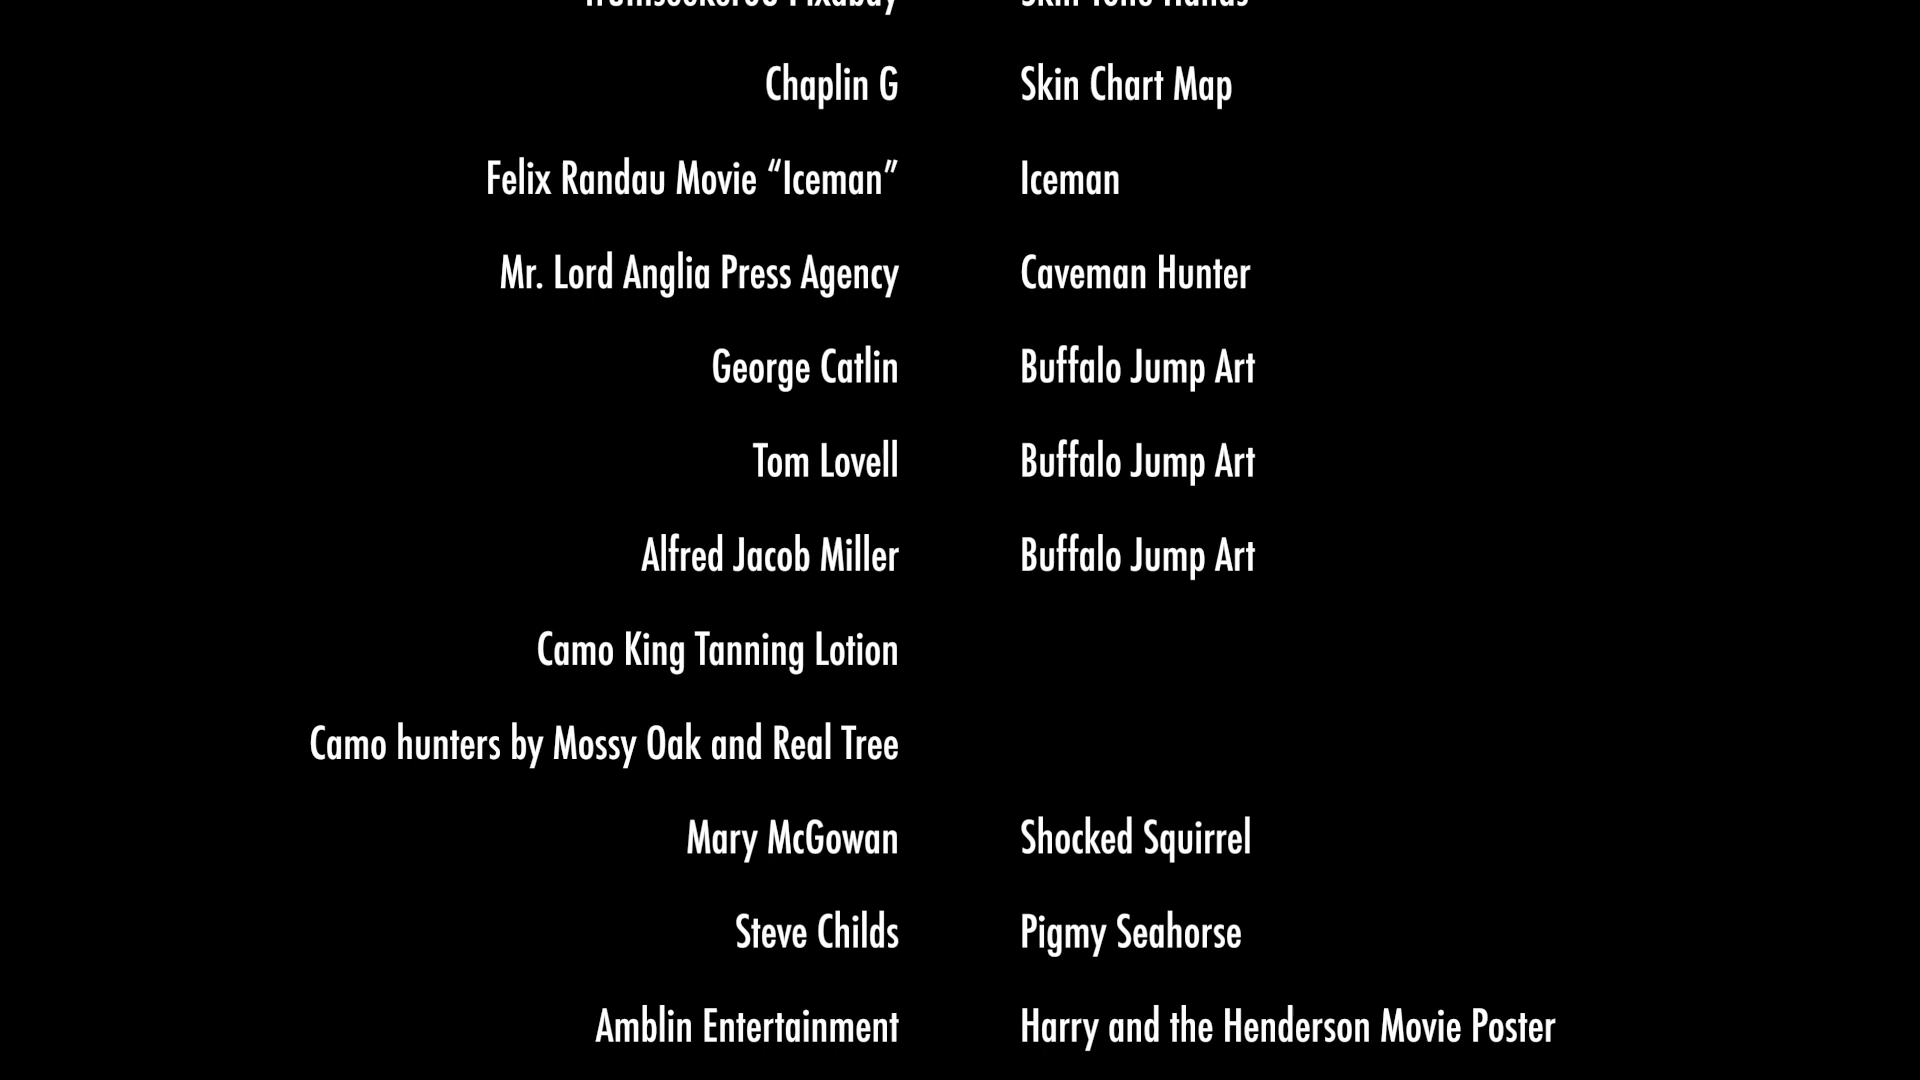 Chaplin G Skin Chart Map
Felix Randau Movie “Iceman” Iceman
Mr. Lord Anglia Press Agency Caveman Hunter
George Catlin Buffalo Jump Art
Tom Lovell Buffalo Jump Art
Alfred Jacob Miller Buffalo Jump Art
Camo King Tanning Lotion
Camo hunters by Mossy Oak and Real Tree
Mary McGowan Shocked Squirrel
Steve Childs Pigmy Seahorse
Amblin Entertainment Harry and the Henderson Movie Poster